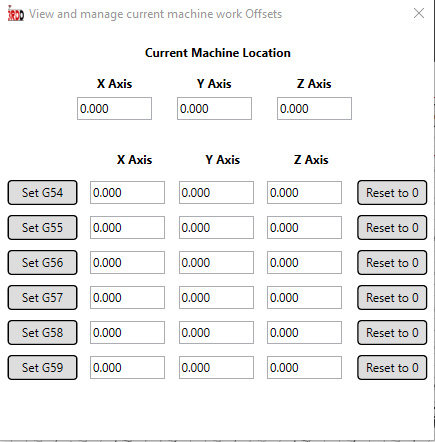 3RDD View and manage current machine work Offsets
Current Machine Location
X Axis Y Axis Z Axis
0.000 0.000 0.000
X Axis Y Axis Z Axis
Set G54 0.000 0.000 0.000 Reset to 0
Set G55 0.000 0.000 0.000 Reset to 0
Set G56 0.000 0.000 0.000 Reset to 0
Set G57 0.000 0.000 0.000 Reset to 0
Set G58 0.000 0.000 0.000 Reset to 0
Set G59 0.000 0.000 0.000 Reset to 0